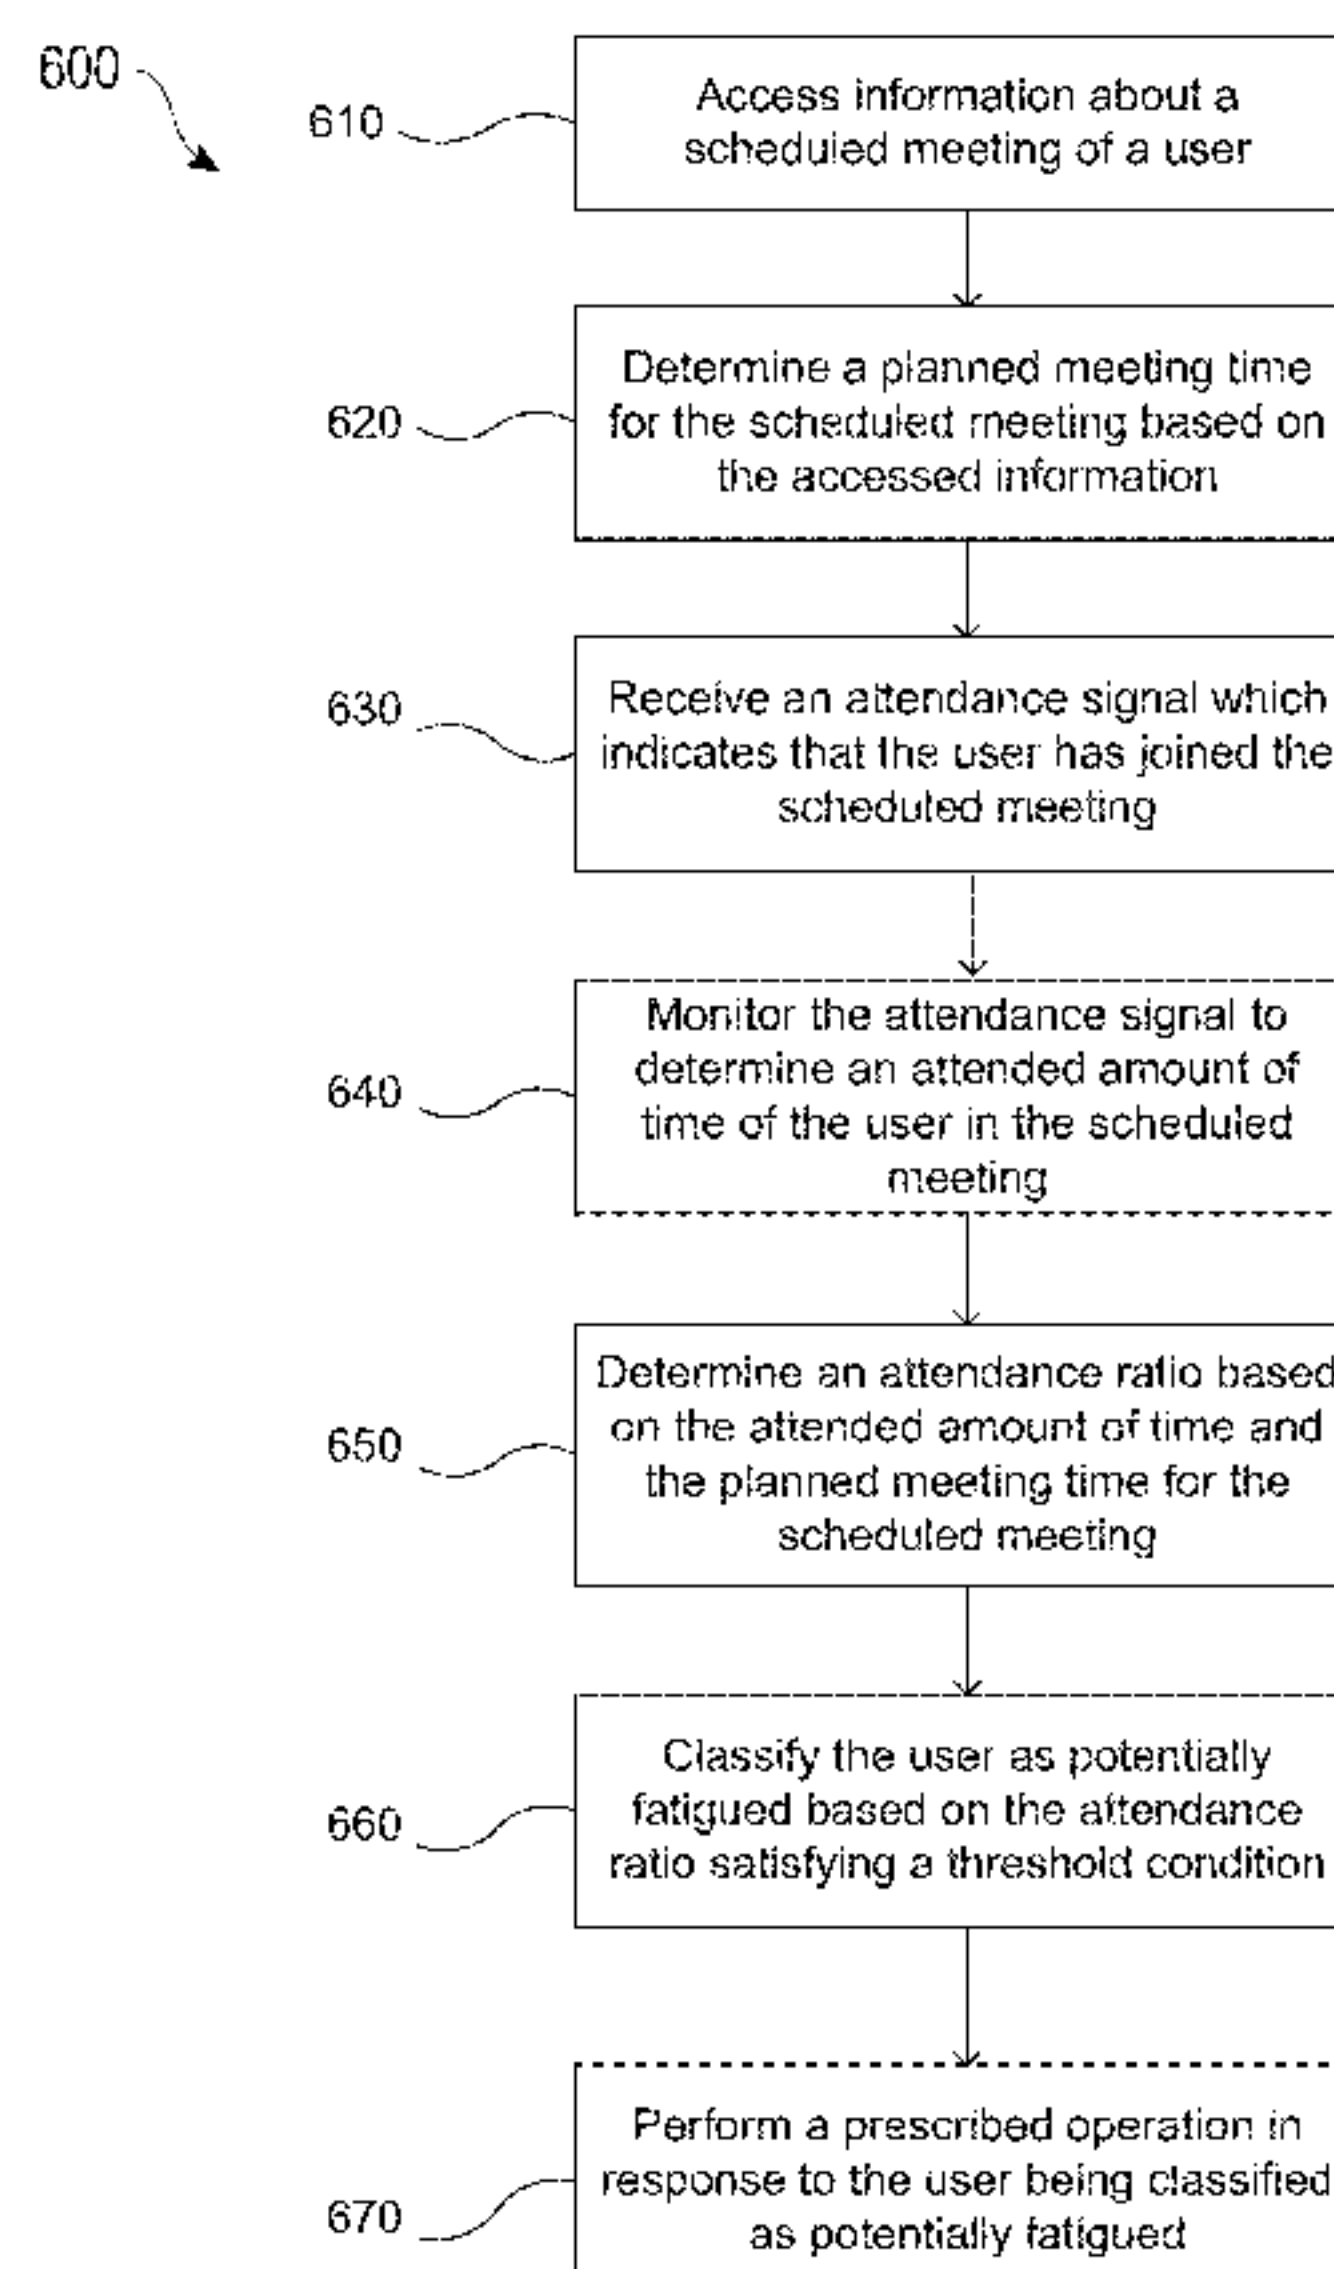 600
610
Access information about a
scheduled meeting of a user
620
Determine a planned meeting time
for the scheduled meeting based on
the accessed information
630
Receive an attendance signal which
indicates that the user has joined the
scheduled meeting
640
Monitor the attendance signal to
determine an attended amount of
time of the user in the scheduled
meeting
650
Determine an attendance ratio based
on the attended amount of time and
the planned meeting time for the
scheduled meeting
660
Classify the user as potentially
fatigued based on the attendance
ratio satisfying a threshold condition
670
Perform a prescribed operation in
response to the user being classified
as potentially fatigued